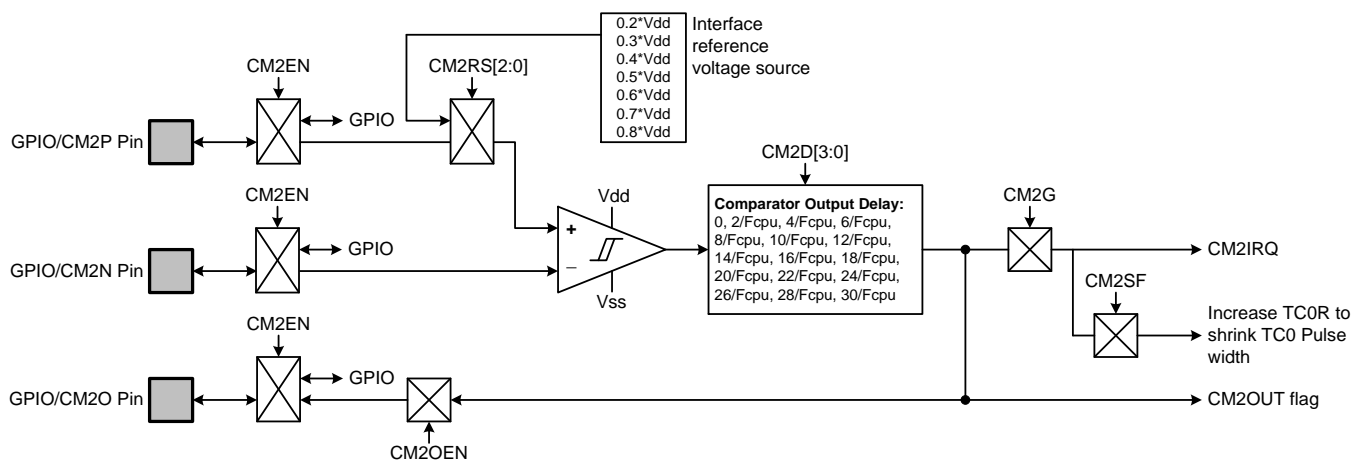 0.2*Vdd
0.3*Vdd
0.4*Vdd
0.5*Vdd
0.6*Vdd
0.7*Vdd
0.8*Vdd
Interface
reference
voltage source
CM2EN
CM2RS[2:0]
GPIO
GPIO/CM2P Pin
CM2EN
GPIO
GPIO/CM2N Pin
Vdd
+
−
Vss
CM2D[3:0]
Comparator Output Delay:
0, 2/Fcpu, 4/Fcpu, 6/Fcpu,
8/Fcpu, 10/Fcpu, 12/Fcpu,
14/Fcpu, 16/Fcpu, 18/Fcpu,
20/Fcpu, 22/Fcpu, 24/Fcpu,
26/Fcpu, 28/Fcpu, 30/Fcpu
CM2G
CM2IRQ
CM2SF
Increase TC0R to
shrink TC0 Pulse
width
CM2EN
GPIO
GPIO/CM2O Pin
CM2OEN
CM2OUT flag